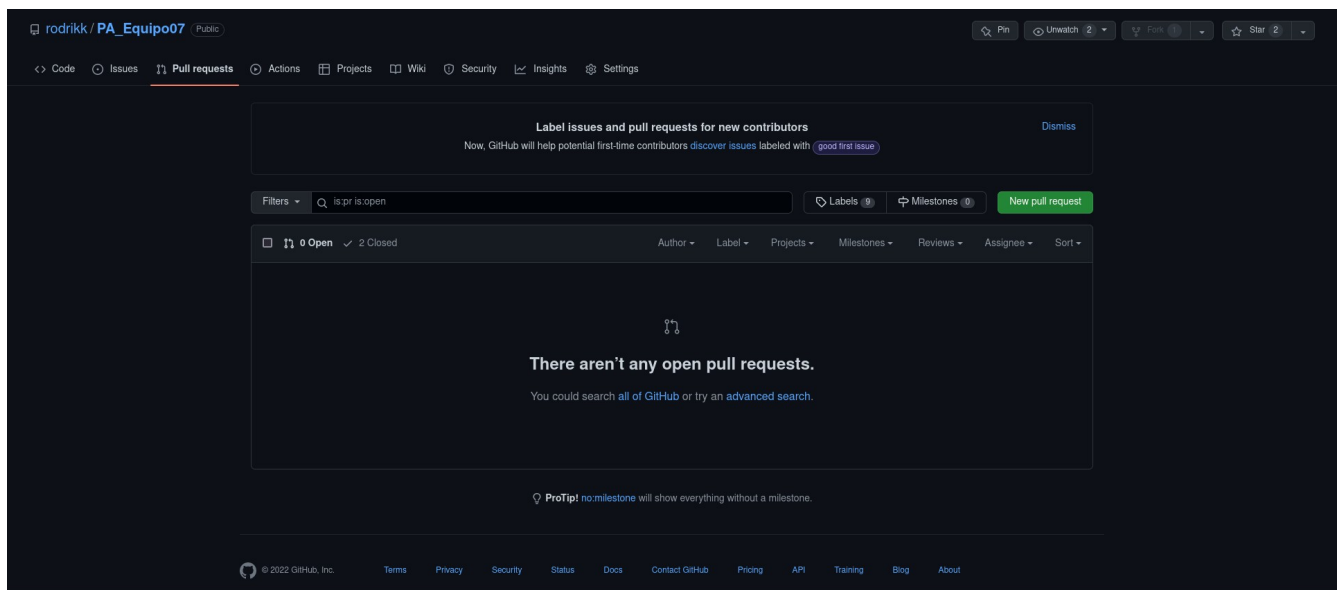 rodrikk / PA_Equipo07 Public
Pin Unwatch 2 Fork 1 Star 2
<> Code Issues Pull requests Actions Projects Wiki Security Insights Settings
Label issues and pull requests for new contributors
Dismiss
Now, GitHub will help potential first-time contributors discover issues labeled with good first issue
Filters is:pr is:open Labels 9 Milestones 0 New pull request
0 Open 2 Closed Author Label Projects Milestones Reviews Assignee Sort
There aren't any open pull requests.
You could search all of GitHub or try an advanced search.
ProTip! no:milestone will show everything without a milestone.
© 2022 GitHub, Inc. Terms Privacy Security Status Docs Contact GitHub Pricing API Training Blog About